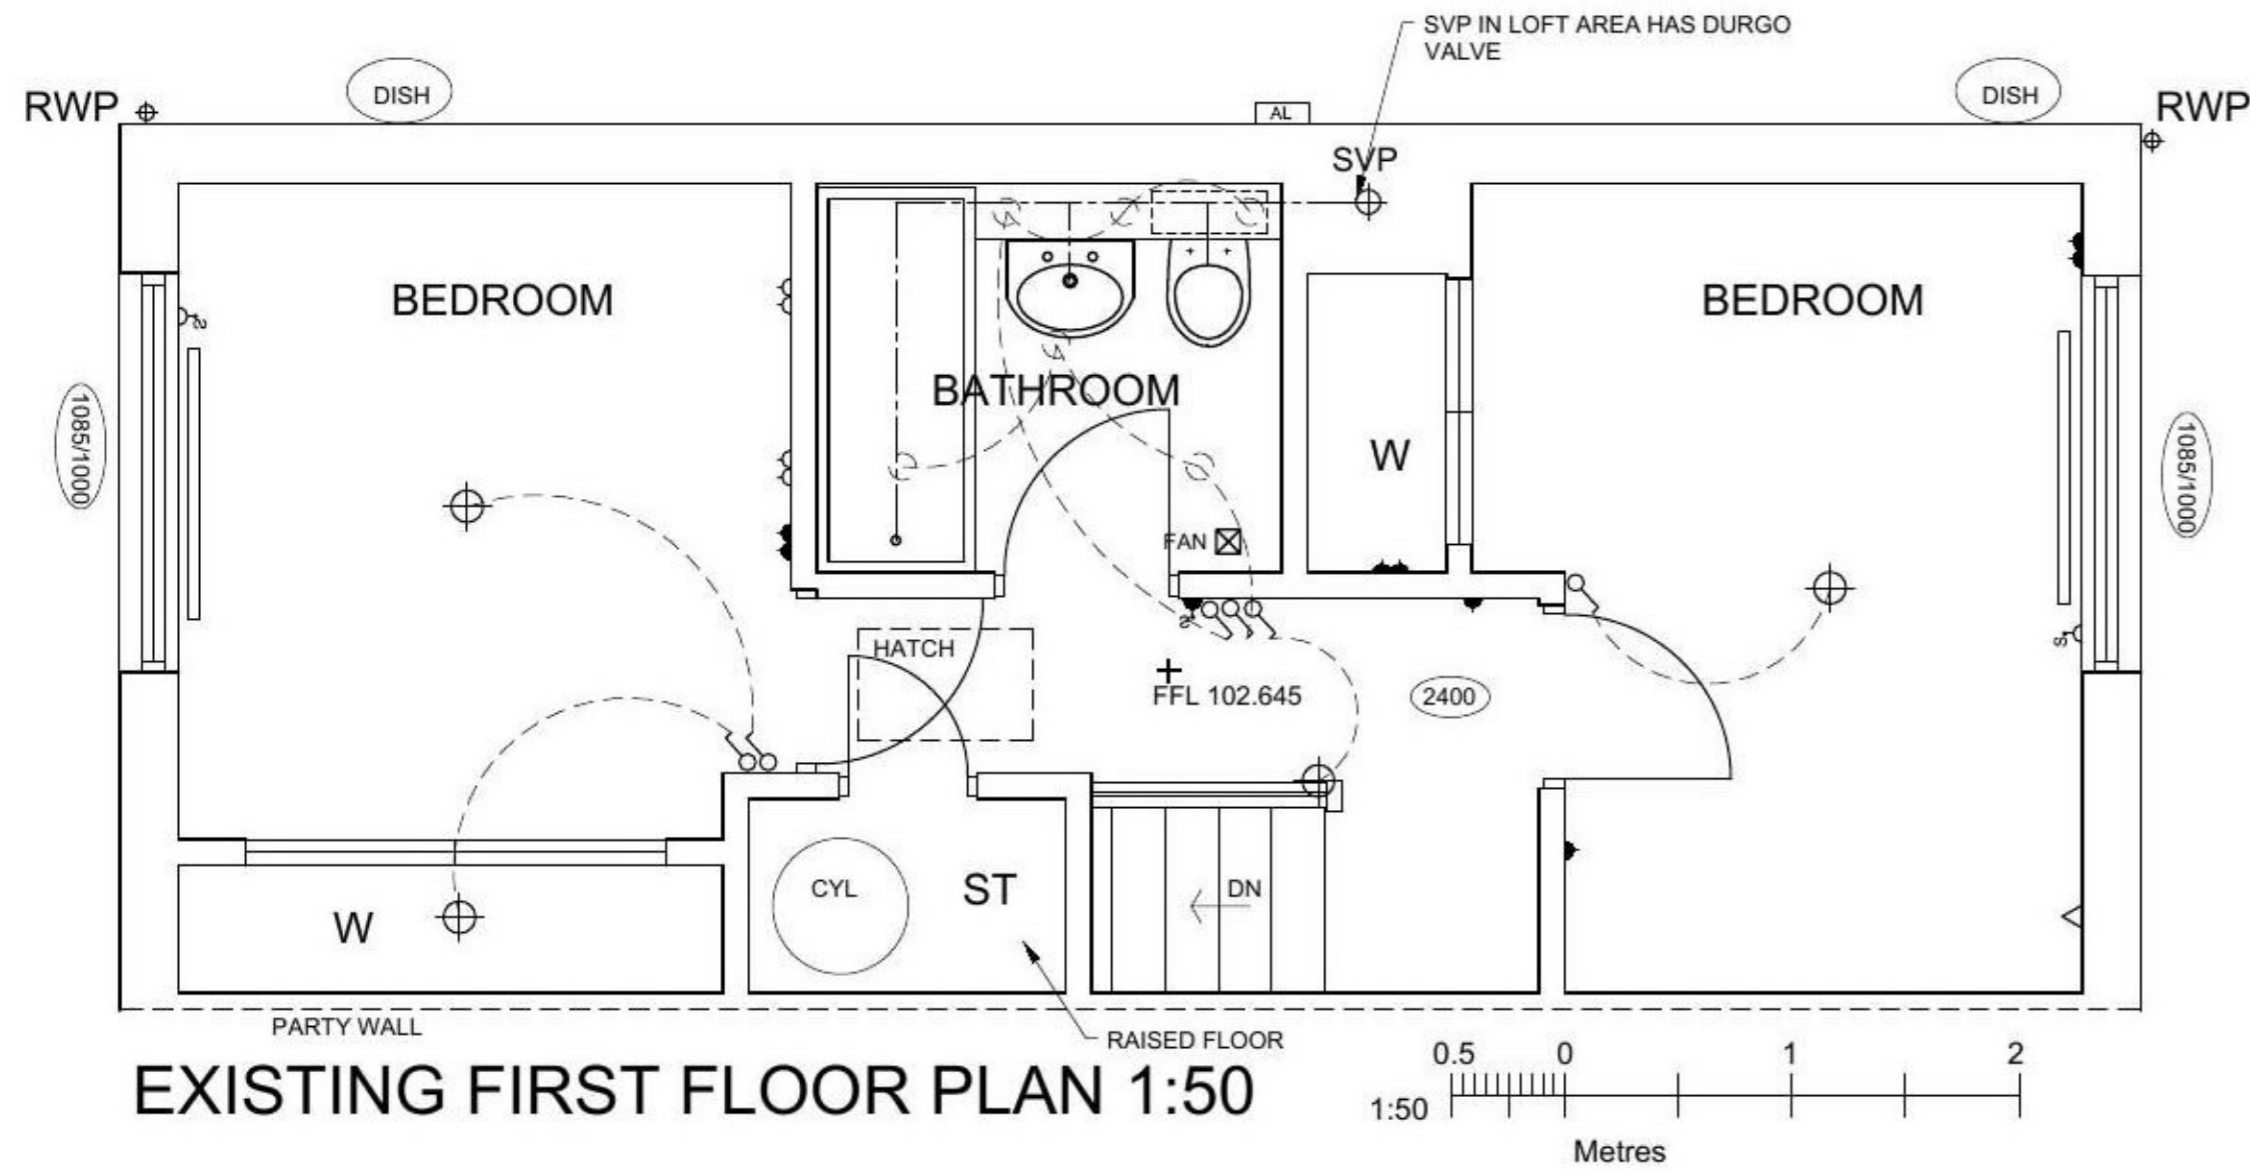 SVP IN LOFT AREA HAS DURGO
VALVE
RWP
DISH
AL
DISH
RWP
SVP
BEDROOM
BEDROOM
2
BATHROOM
1085/1000
W
1085/1000
FAN
2
HATCH
S
FFL 102.645
2400
CYL
ST
DN
W
PARTY WALL
RAISED FLOOR
EXISTING FIRST FLOOR PLAN 1:50
0.5 0 1 2
1:50
Metres